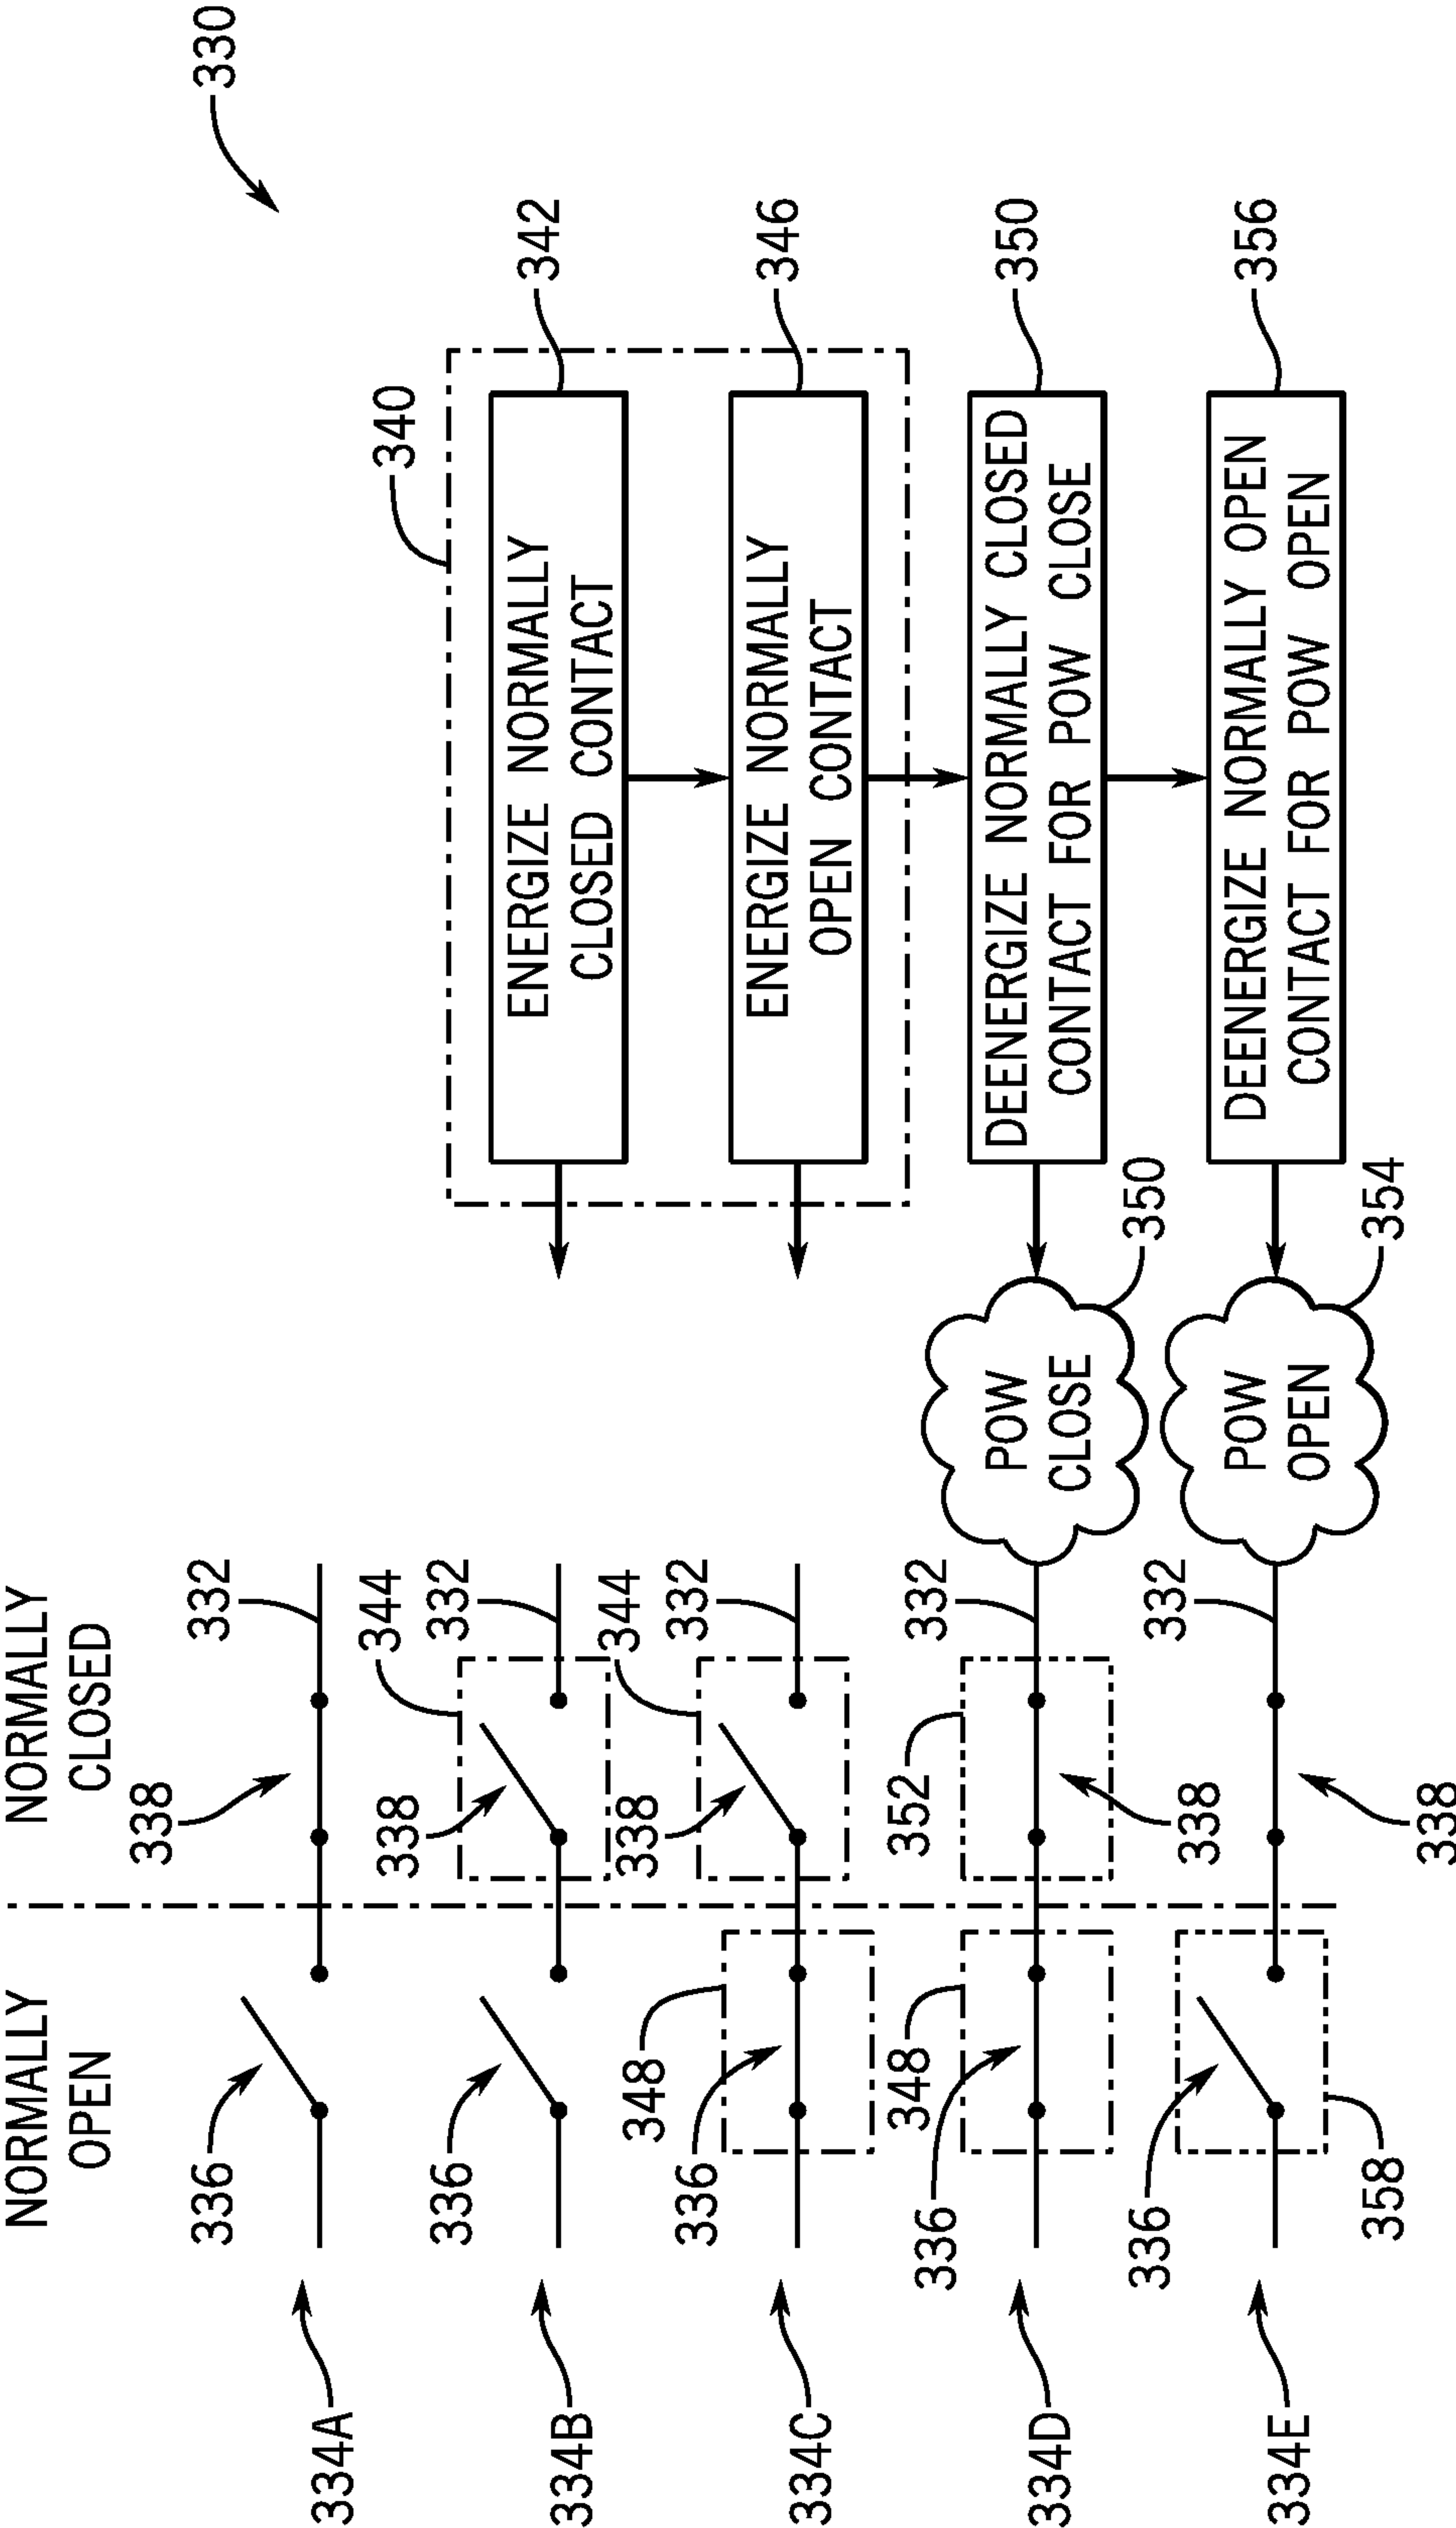 330
NORMALLY
OPEN
NORMALLY
CLOSED
334A
336
338
332
340
334B
336
338
344
332
ENERGIZE NORMALLY
CLOSED CONTACT
342
334C
336
348
338
344
332
ENERGIZE NORMALLY
OPEN CONTACT
346
334D
336
348
352
338
332
POW
CLOSE
350
DEENERGIZE NORMALLY CLOSED
CONTACT FOR POW CLOSE
350
334E
336
358
338
332
POW
OPEN
354
DEENERGIZE NORMALLY OPEN
CONTACT FOR POW OPEN
356